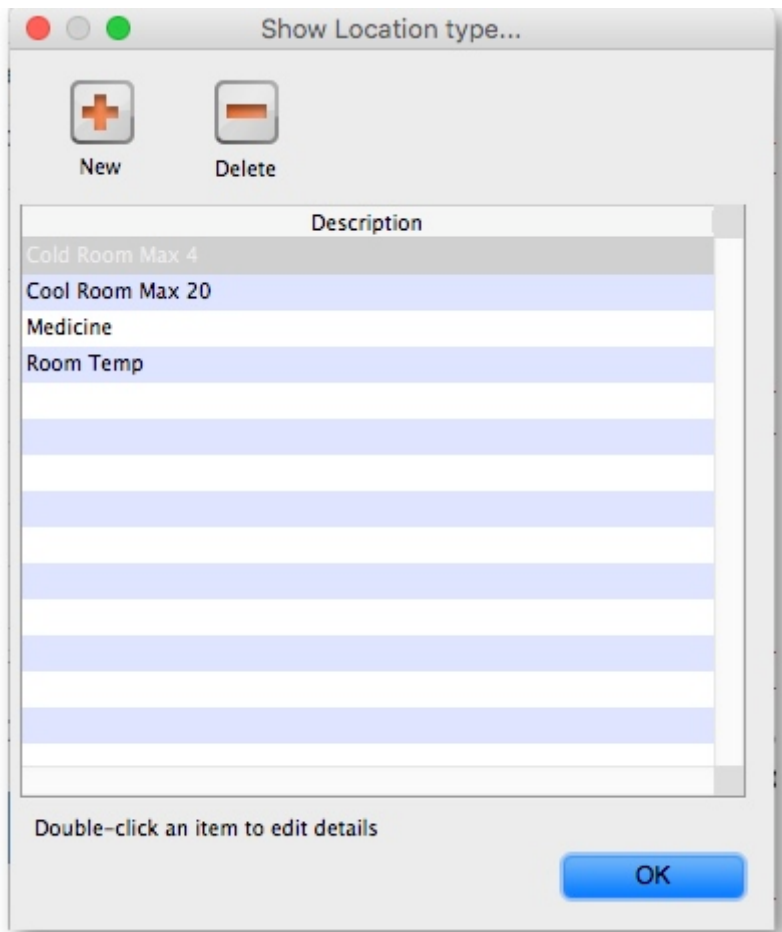 Show Location type...
New Delete
Description
Cold Room Max 4
Cool Room Max 20
Medicine
Room Temp
Double-click an item to edit details
OK